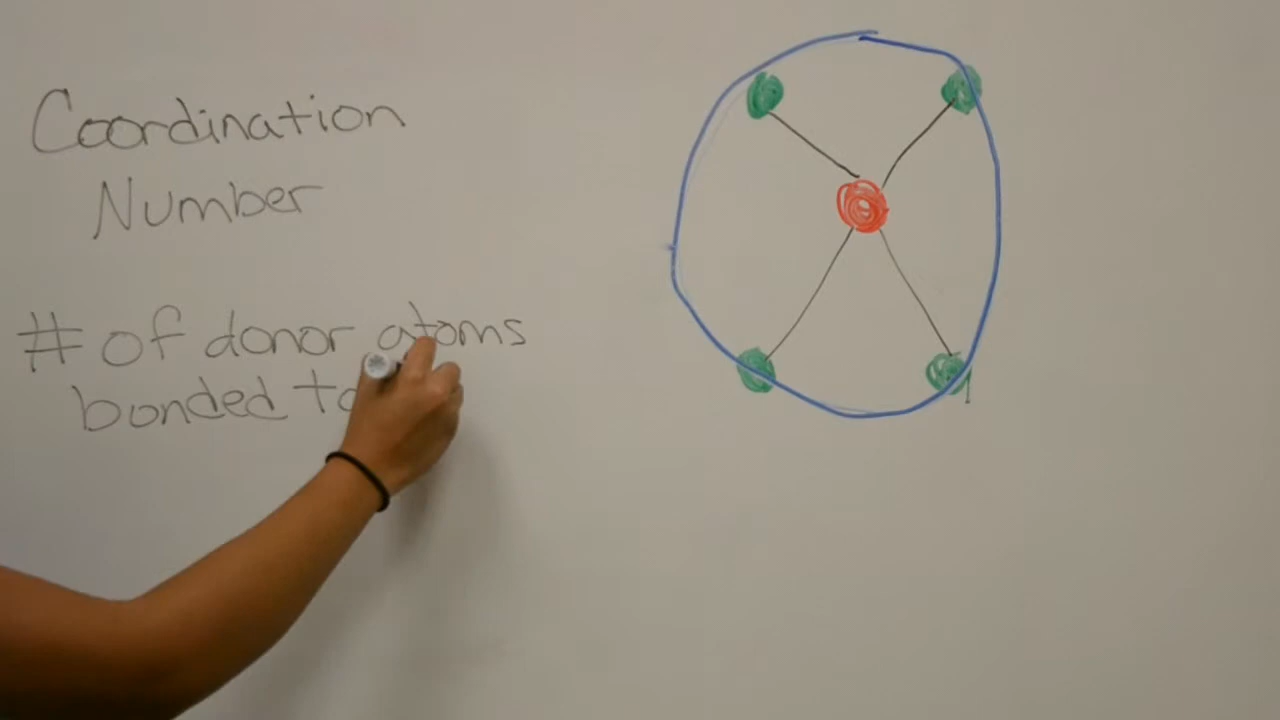 Coordination
Number
# of donor atoms
bonded to